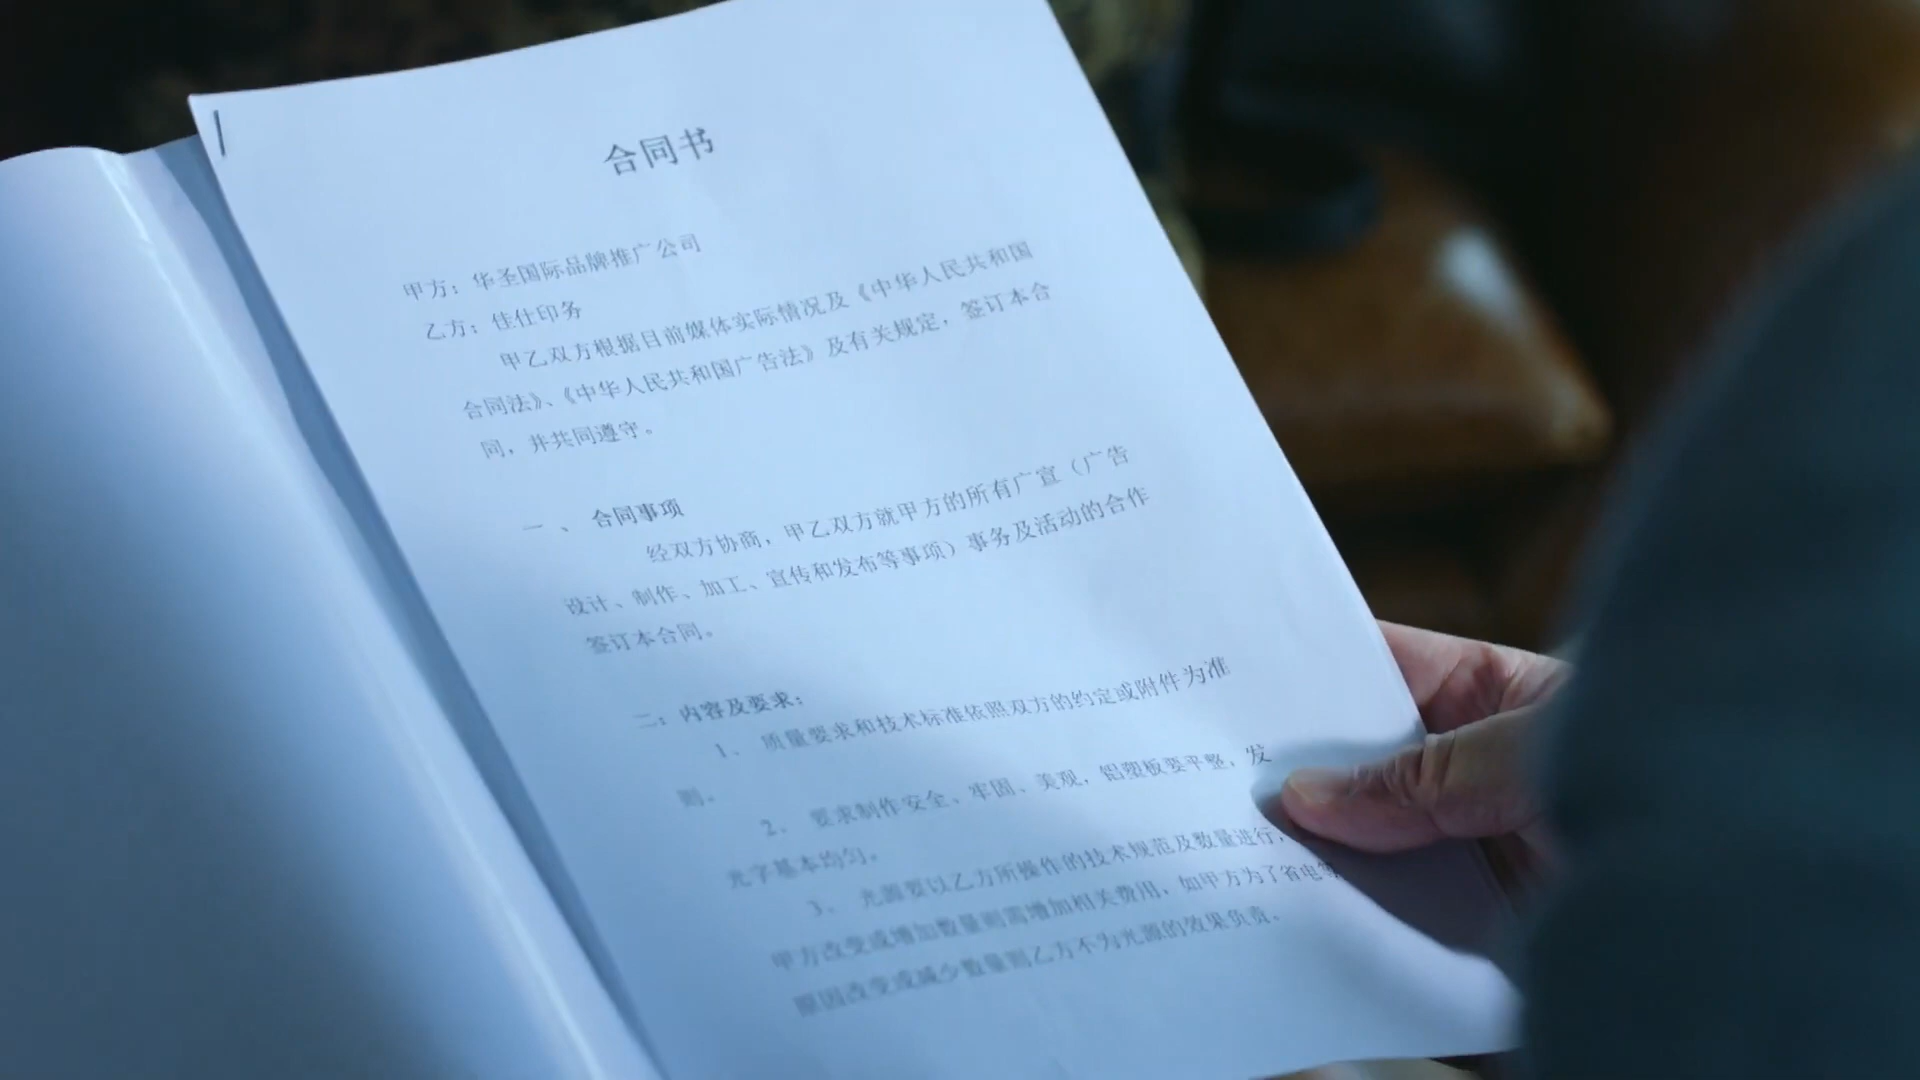 合同书
甲方：华圣国际品牌推广公司
乙方：佳仕印务
甲乙双方根据目前媒体实际情况及《中华人民共和国
合同法》、《中华人民共和国广告法》及有关规定，签订本合
同，并共同遵守。
一 、 合同事项
经双方协商，甲乙双方就甲方的所有广宣（广告
设计、制作、加工、宣传和发布等事项）事务及活动的合作
签订本合同。
二：内容及要求：
1、 质量要求和技术标准依照双方的约定或附件为准
则。
2、 要求制作安全、牢固、美观，铝塑板要平整，发
光字基本均匀。
3、 光源要以乙方所操作的技术规范及数量进行，
甲方改变或增加数量则需增加相关费用，如甲方为了省电等
原因改变或减少数量则乙方不为光源的效果负责。